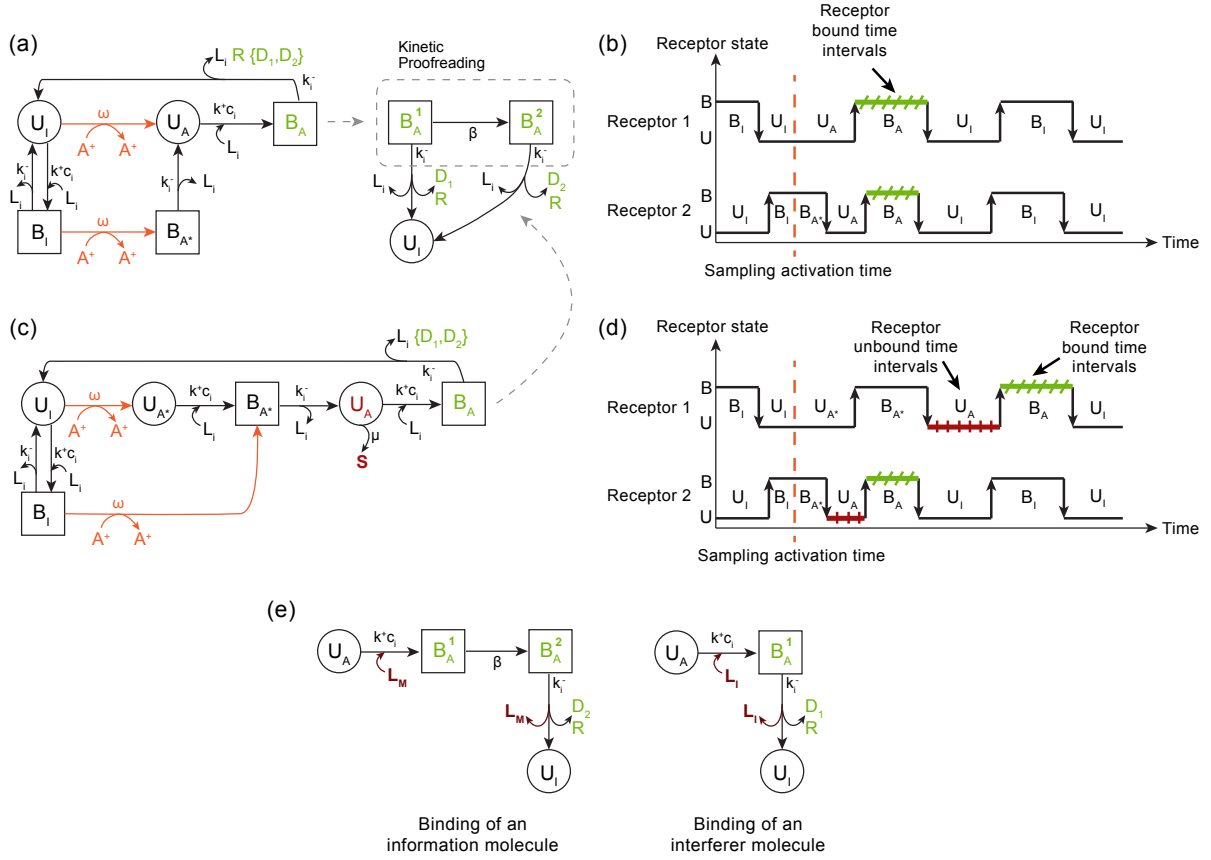 (a)
L_i R {D_1,D_2}
k_i^-
U_I
ω
A^+ A^+
U_A
k^+c_i
L_i
B_A
k_i^- k^+c_i
L_i L_i
k_i^- L_i
B_I
ω
A^+ A^+
B_A*
Kinetic
Proofreading
B_A^1
β
B_A^2
k_i^- k_i^-
L_i D_1
R
L_i D_2
R
U_I
(b)
Receptor
bound time
intervals
Receptor state
Receptor 1
B
U
B_I U_I U_A B_A U_I B_I U_I
Receptor 2
B
U
U_I B_I B_A* U_A B_A U_I B_I U_I
Time
Sampling activation time
(c)
L_i {D_1,D_2}
k_i^-
U_I
ω
A^+ A^+
U_A*
k^+c_i
L_i
B_A*
k_i^-
L_i
U_A
k^+c_i
L_i
B_A
μ
S
k_i^- k^+c_i
L_i L_i
B_I
ω
A^+ A^+
(d)
Receptor
unbound time
intervals
Receptor
bound time
intervals
Receptor state
Receptor 1
B
U
B_I U_I U_A* B_A* U_A B_A U_I
Receptor 2
B
U
U_I B_I B_A* U_A B_A U_I B_I U_I
Time
Sampling activation time
(e)
U_A
k^+c_i
L_M
B_A^1
β
B_A^2
k_i^-
L_M D_2
R
U_I
Binding of an
information molecule
U_A
k^+c_i
L_I
B_A^1
k_i^-
L_I D_1
R
U_I
Binding of an
interferer molecule